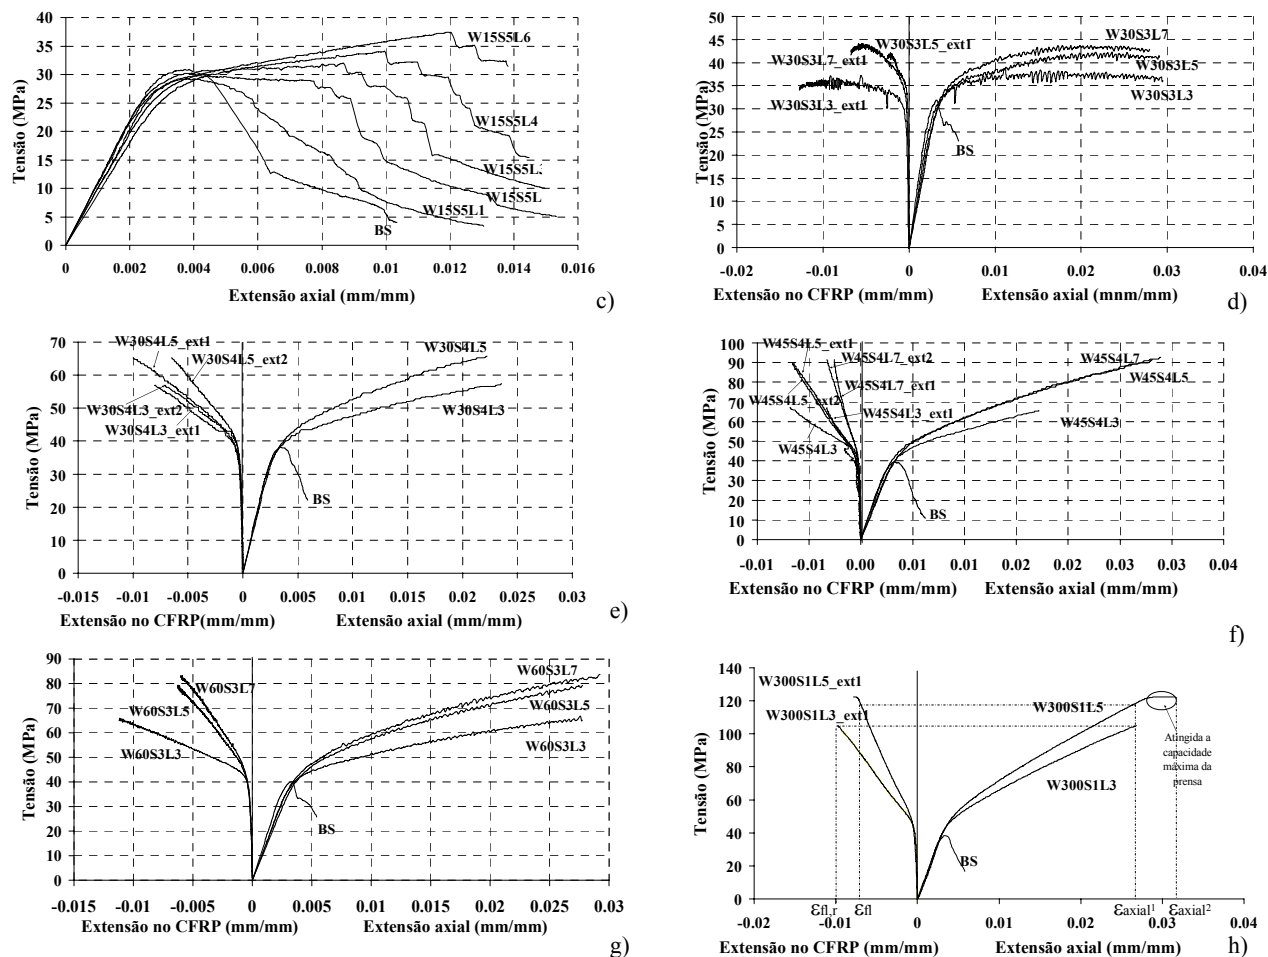 Tensão (MPa)
40
35
30
25
20
15
10
5
0
W15S5L6
W15S5L4
W15S5L.
W15S5L
W15S5L1
BS
0 0.002 0.004 0.006 0.008 0.01 0.012 0.014 0.016
Extensão axial (mm/mm)
c)
Tensão (MPa)
50
45
40
35
30
25
20
15
10
5
0
W30S3L5_ext1
W30S3L7_ext1
W30S3L3_ext1
W30S3L7
W30S3L5
W30S3L3
BS
-0.02 -0.01 0 0.01 0.02 0.03 0.04
Extensão no CFRP (mm/mm) Extensão axial (mnm/mm)
d)
Tensão (MPa)
70
60
50
40
30
20
10
0
W30S4L5_ext1
W30S4L5_ext2
W30S4L3_ext2
W30S4L3_ext1
W30S4L5
W30S4L3
BS
-0.015 -0.01 -0.005 0 0.005 0.01 0.015 0.02 0.025 0.03
Extensão no CFRP(mm/mm) Extensão axial (mm/mm)
e)
Tensão (MPa)
100
90
80
70
60
50
40
30
20
10
0
W45S4L5_ext1
W45S4L7_ext2
W45S4L7_ext1
W45S4L5_ext2
W45S4L3_ext1
W45S4L3
W45S4L7
W45S4L5
W45S4L3
BS
-0.01 -0.01 0.00 0.01 0.01 0.02 0.02 0.03 0.03 0.04
Extensão no CFRP (mm/mm) Extensão axial (mm/mm)
f)
Tensão (MPa)
90
80
70
60
50
40
30
20
10
0
W60S3L7
W60S3L5
W60S3L3
W60S3L7
W60S3L5
W60S3L3
BS
-0.015 -0.01 -0.005 0 0.005 0.01 0.015 0.02 0.025 0.03
Extensão no CFRP (mm/mm) Extensão axial (mm/mm)
g)
Tensão (MPa)
140
120
100
80
60
40
20
0
W300S1L5_ext1
W300S1L3_ext1
W300S1L5
W300S1L3
Atingida a
capacidade
máxima da
prensa
BS
-0.02 -0.01 0 0.01 0.02 0.03 0.04
εfl,r εfl εaxial¹ εaxial²
Extensão no CFRP (mm/mm) Extensão axial (mm/mm)
h)